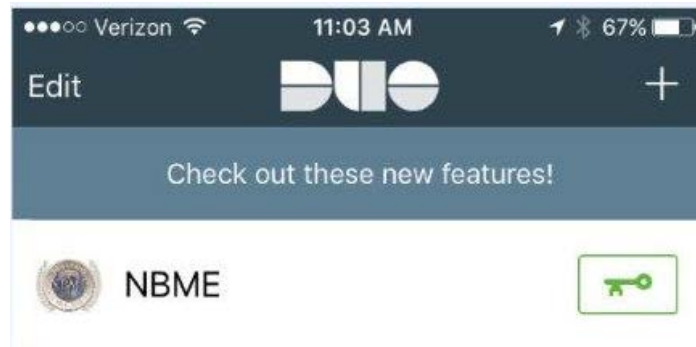 Verizon 11:03 AM 67%
Edit DUO +
Check out these new features!
NBME